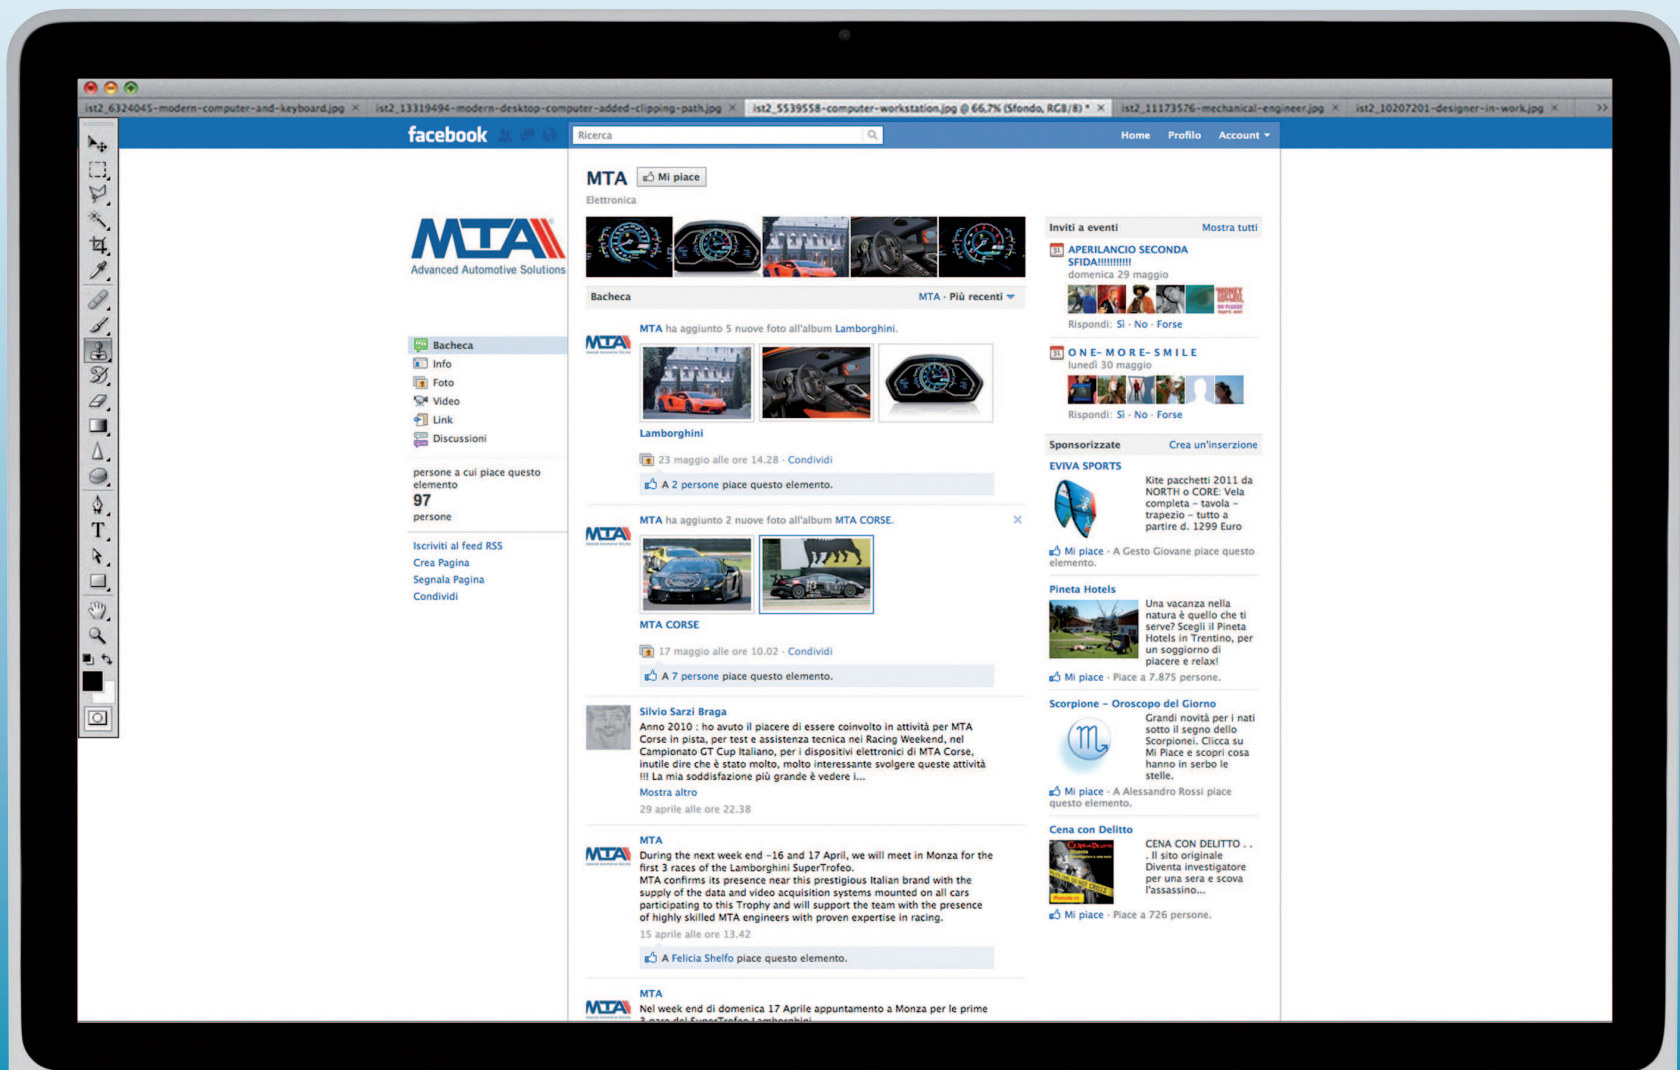 ist2_6324045-modern-computer-and-keyboard.jpg ×
ist2_13319494-modern-desktop-computer-added-clipping-path.jpg ×
ist2_5539558-computer-workstation.jpg @ 66,7% (Sfondo, RGB/8) * ×
ist2_11173576-mechanical-engineer.jpg ×
ist2_10207201-designer-in-work.jpg ×
>>
facebook
Ricerca
Home
Profilo
Account
MTA
Mi piace
Elettronica
MTA
Advanced Automotive Solutions
Bacheca
Info
Foto
Video
Link
Discussioni
persone a cui piace questo
elemento
97
persone
Iscriviti al feed RSS
Crea Pagina
Segnala Pagina
Condividi
Bacheca
MTA · Più recenti
MTA
MTA ha aggiunto 5 nuove foto all'album Lamborghini.
Lamborghini
23 maggio alle ore 14.28 · Condividi
A 2 persone piace questo elemento.
MTA
MTA ha aggiunto 2 nuove foto all'album MTA CORSE.
MTA CORSE
17 maggio alle ore 10.02 · Condividi
A 7 persone piace questo elemento.
Silvio Sarzi Braga
Anno 2010 : ho avuto il piacere di essere coinvolto in attività per MTA
Corse in pista, per test e assistenza tecnica nei Racing Weekend, nel
Campionato GT Cup Italiano, per i dispositivi elettronici di MTA Corse,
inutile dire che è stato molto, molto interessante svolgere queste attività
!!! La mia soddisfazione più grande è vedere i...
Mostra altro
29 aprile alle ore 22.38
MTA
MTA
During the next week end -16 and 17 April, we will meet in Monza for the
first 3 races of the Lamborghini SuperTrofeo.
MTA confirms its presence near this prestigious Italian brand with the
supply of the data and video acquisition systems mounted on all cars
participating to this Trophy and will support the team with the presence
of highly skilled MTA engineers with proven expertise in racing.
15 aprile alle ore 13.42
A Felicia Shelfo piace questo elemento.
MTA
MTA
Nel week end di domenica 17 Aprile appuntamento a Monza per le prime
3 gare del SuperTrofeo Lamborghini
Inviti a eventi
Mostra tutti
31
APERILANCIO SECONDA
SFIDA!!!!!!!!!!!
domenica 29 maggio
Rispondi: Sì · No · Forse
31
O N E- M O R E- S M I L E
lunedì 30 maggio
Rispondi: Sì · No · Forse
Sponsorizzate
Crea un'inserzione
EVIVA SPORTS
Kite pacchetti 2011 da
NORTH o CORE: Vela
completa – tavola –
trapezio – tutto a
partire d. 1299 Euro
Mi piace · A Gesto Giovane piace questo
elemento.
Pineta Hotels
Una vacanza nella
natura è quello che ti
serve? Scegli il Pineta
Hotels in Trentino, per
un soggiorno di
piacere e relax!
Mi piace · Piace a 7.875 persone.
Scorpione – Oroscopo del Giorno
Grandi novità per i nati
sotto il segno dello
Scorpionei. Clicca su
Mi Piace e scopri cosa
hanno in serbo le
stelle.
Mi piace · A Alessandro Rossi piace
questo elemento.
Cena con Delitto
CENA CON DELITTO . .
. Il sito originale
Diventa investigatore
per una sera e scova
l'assassino...
Mi piace · Piace a 726 persone.